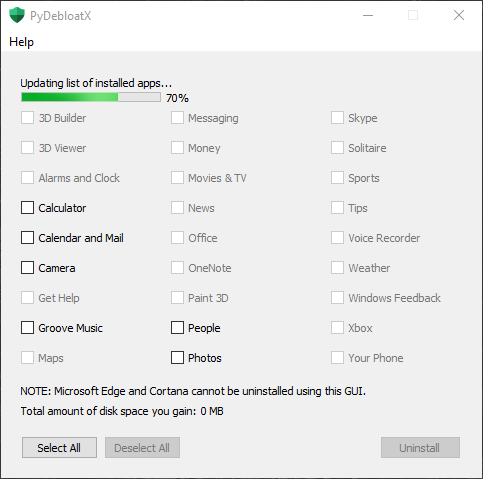 PyDebloatX
Help
Updating list of installed apps...
70%
3D Builder Messaging Skype
3D Viewer Money Solitaire
Alarms and Clock Movies & TV Sports
Calculator News Tips
Calendar and Mail Office Voice Recorder
Camera OneNote Weather
Get Help Paint 3D Windows Feedback
Groove Music People Xbox
Maps Photos Your Phone
NOTE: Microsoft Edge and Cortana cannot be uninstalled using this GUI.
Total amount of disk space you gain: 0 MB
Select All Deselect All Uninstall